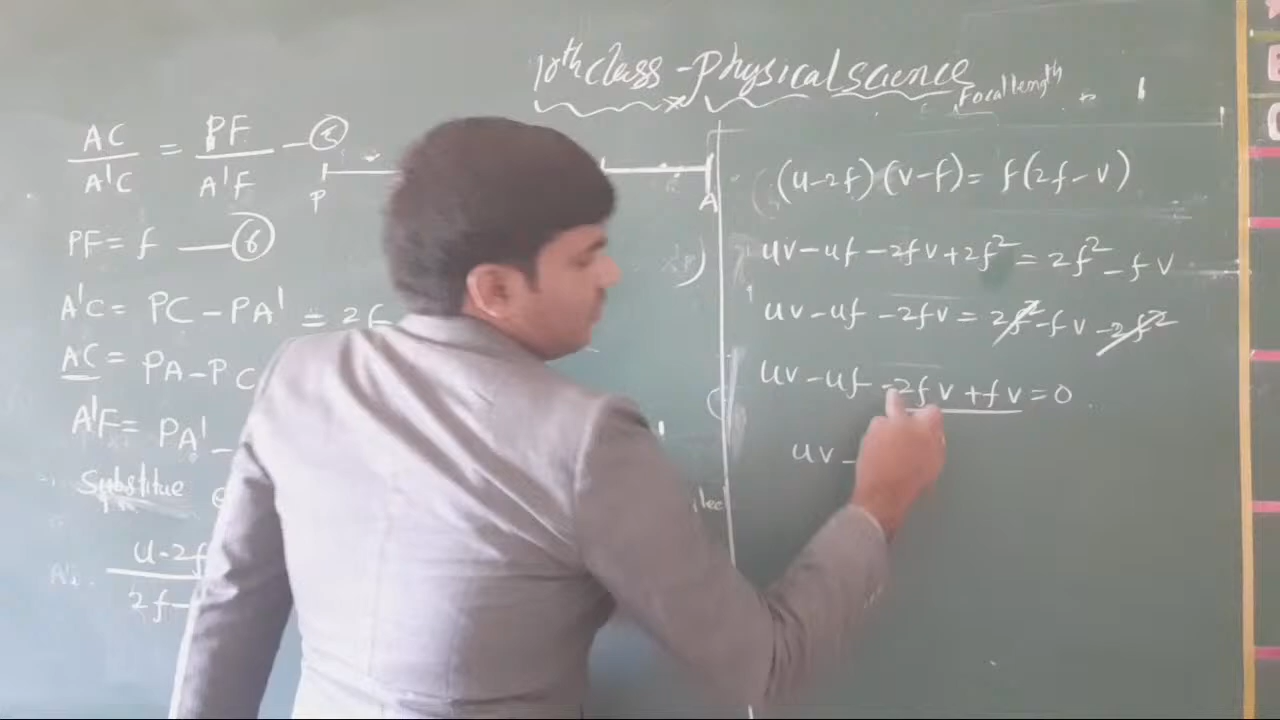 10th class - Physical science
Focal length
AC/A'C = PF/A'F — (5)
P
A
PF = f — (6)
A'C = PC - PA' = 2f
AC = PA - PC
A'F = PA' -
Substitue
u-2f
2f-
(u-2f)(v-f) = f(2f-v)
uv-uf-2fv+2f² = 2f²-fv
uv-uf-2fv = 2f²-fv-2f²
uv-uf-2fv+fv = 0
uv-